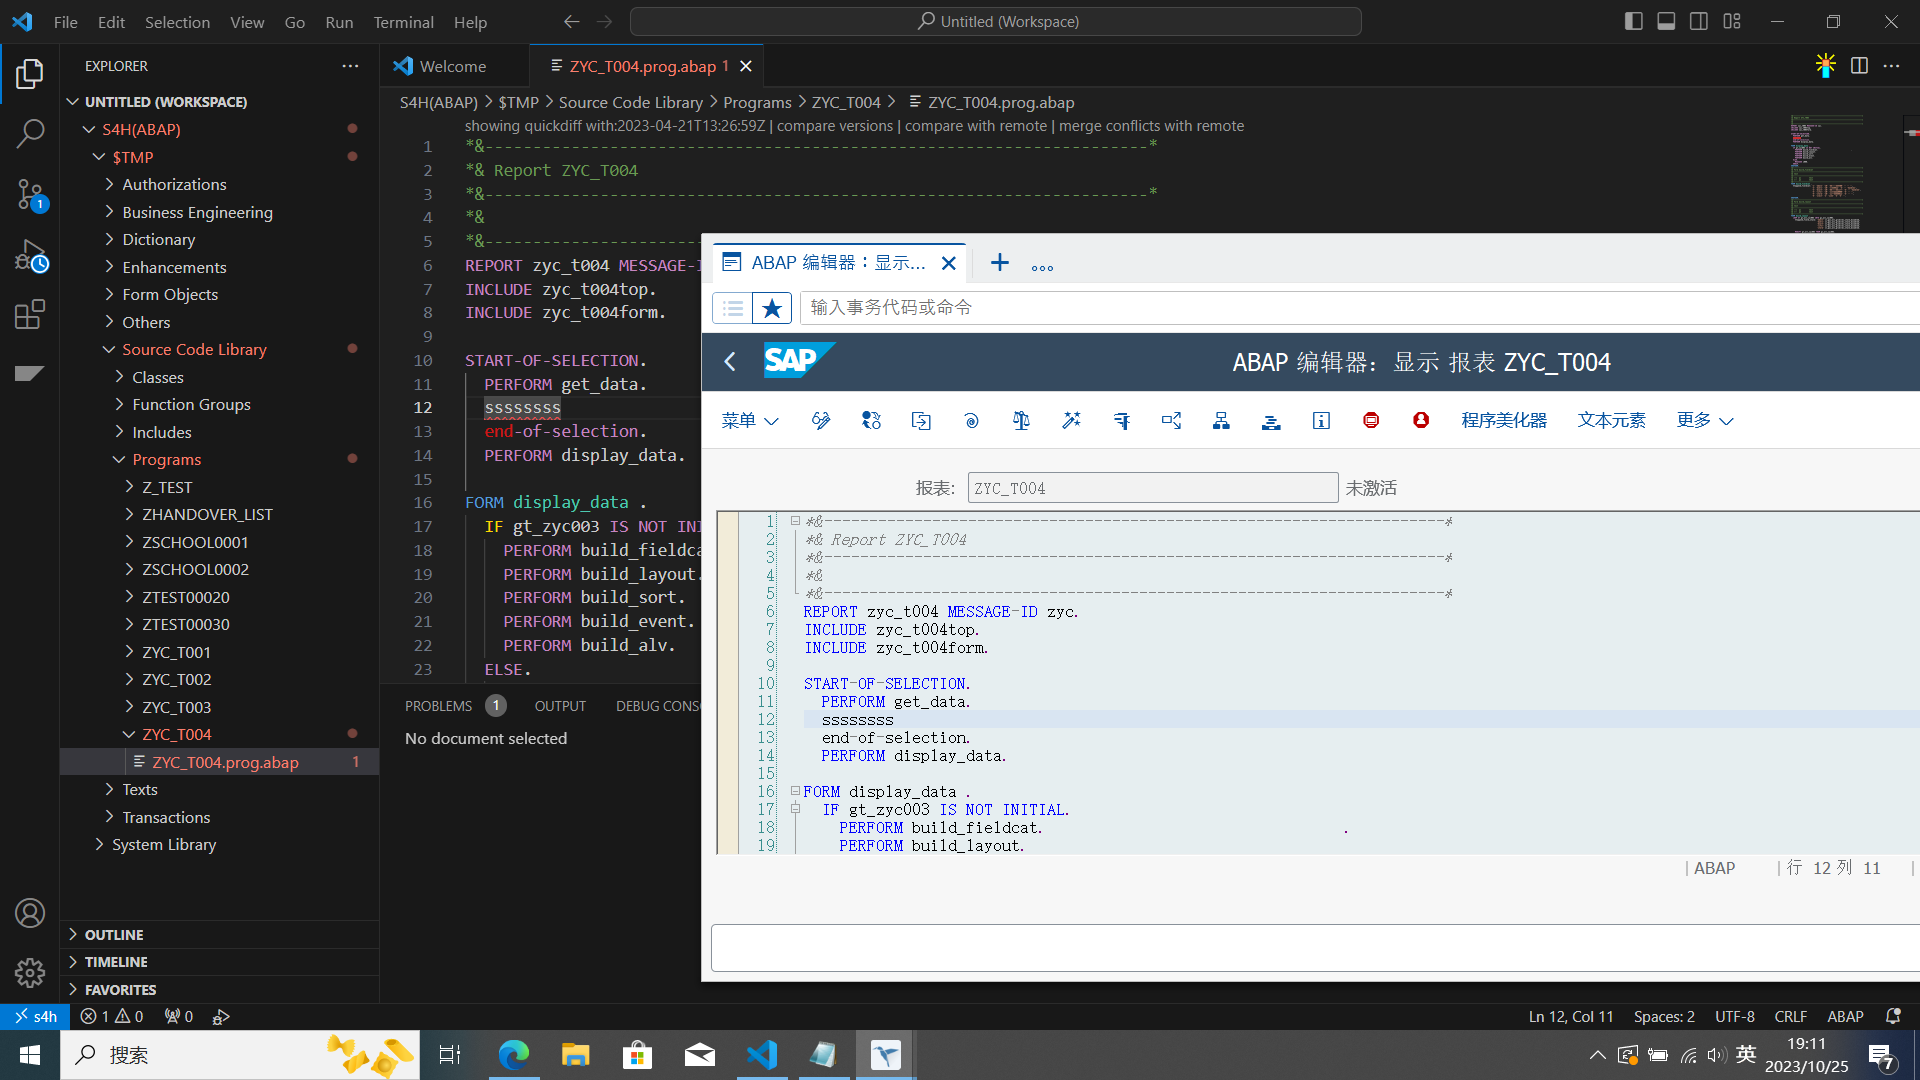 File Edit Selection View Go Run Terminal Help
Untitled (Workspace)
EXPLORER
UNTITLED (WORKSPACE)
S4H(ABAP)
$TMP
Authorizations
Business Engineering
Dictionary
Enhancements
Form Objects
Others
Source Code Library
Classes
Function Groups
Includes
Programs
Z_TEST
ZHANDOVER_LIST
ZSCHOOL0001
ZSCHOOL0002
ZTEST00020
ZTEST00030
ZYC_T001
ZYC_T002
ZYC_T003
ZYC_T004
ZYC_T004.prog.abap 1
Texts
Transactions
System Library
OUTLINE
TIMELINE
FAVORITES
1
Welcome
ZYC_T004.prog.abap 1
S4H(ABAP) > $TMP > Source Code Library > Programs > ZYC_T004 > ZYC_T004.prog.abap
showing quickdiff with:2023-04-21T13:26:59Z | compare versions | compare with remote | merge conflicts with remote
1 *&---------------------------------------------------------------------*
2 *& Report ZYC_T004
3 *&---------------------------------------------------------------------*
4 *&
5 *&-----------------------
6 REPORT zyc_t004 MESSAGE-I
7 INCLUDE zyc_t004top.
8 INCLUDE zyc_t004form.
9
10 START-OF-SELECTION.
11 PERFORM get_data.
12 ssssssss
13 end-of-selection.
14 PERFORM display_data.
15
16 FORM display_data .
17 IF gt_zyc003 IS NOT INI
18 PERFORM build_fieldca
19 PERFORM build_layout.
20 PERFORM build_sort.
21 PERFORM build_event.
22 PERFORM build_alv.
23 ELSE.
PROBLEMS 1 OUTPUT DEBUG CONS
No document selected
ABAP 编辑器：显示...
输入事务代码或命令
SAP
ABAP 编辑器: 显示 报表 ZYC_T004
菜单
程序美化器 文本元素 更多
报表: ZYC_T004 未激活
1 *&---------------------------------------------------------------------*
2 *& Report ZYC_T004
3 *&---------------------------------------------------------------------*
4 *&
5 *&---------------------------------------------------------------------*
6 REPORT zyc_t004 MESSAGE-ID zyc.
7 INCLUDE zyc_t004top.
8 INCLUDE zyc_t004form.
9
10 START-OF-SELECTION.
11 PERFORM get_data.
12 ssssssss
13 end-of-selection.
14 PERFORM display_data.
15
16 FORM display_data .
17 IF gt_zyc003 IS NOT INITIAL.
18 PERFORM build_fieldcat. .
19 PERFORM build_layout.
| ABAP | 行 12 列 11 |
s4h 1 0 0
Ln 12, Col 11 Spaces: 2 UTF-8 CRLF ABAP
搜索
英
19:11
2023/10/25
7